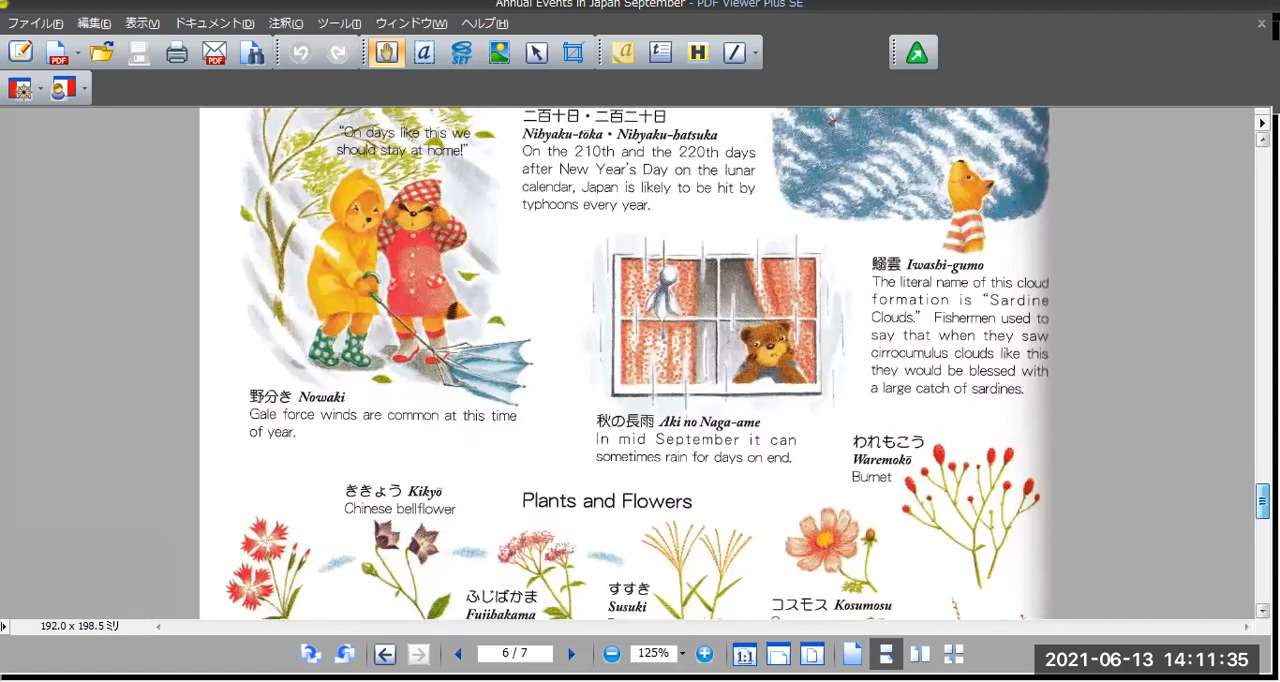 Annual Events in Japan September - PDF Viewer Plus SE
ファイル(F) 編集(E) 表示(V) ドキュメント(D) 注釈(C) ツール(T) ウィンドウ(W) ヘルプ(H)
"On days like this we
should stay at home!"
二百十日・二百二十日
Nihyaku-tōka・Nihyaku-hatsuka
On the 210th and the 220th days
after New Year's Day on the lunar
calendar, Japan is likely to be hit by
typhoons every year.
鰯雲 Iwashi-gumo
The literal name of this cloud
formation is "Sardine
Clouds." Fishermen used to
say that when they saw
cirrocumulus clouds like this
they would be blessed with
a large catch of sardines.
野分き Nowaki
Gale force winds are common at this time
of year.
秋の長雨 Aki no Naga-ame
In mid September it can
sometimes rain for days on end.
われもこう
Waremokō
Burnet
ききょう Kikyō
Chinese bellflower
Plants and Flowers
ふじばかま
Fujibakama
すすき
Susuki
コスモス Kosumosu
192.0 x 198.5 ミリ
6 / 7
125%
1:1
2021-06-13 14:11:35